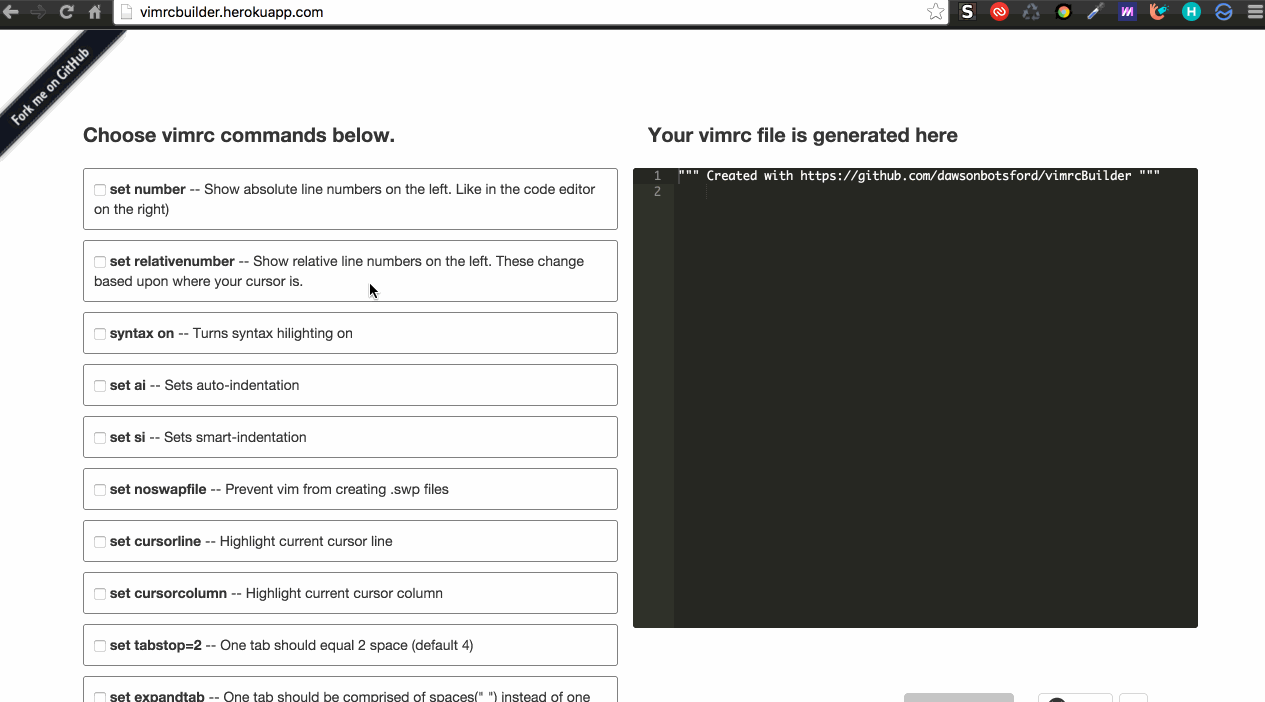 vimrcbuilder.herokuapp.com
Fork me on GitHub
Choose vimrc commands below.
set number -- Show absolute line numbers on the left. Like in the code editor
on the right)
set relativenumber -- Show relative line numbers on the left. These change
based upon where your cursor is.
syntax on -- Turns syntax hilighting on
set ai -- Sets auto-indentation
set si -- Sets smart-indentation
set noswapfile -- Prevent vim from creating .swp files
set cursorline -- Highlight current cursor line
set cursorcolumn -- Highlight current cursor column
set tabstop=2 -- One tab should equal 2 space (default 4)
set expandtab -- One tab should be comprised of spaces(" ") instead of one
Your vimrc file is generated here
1 """ Created with https://github.com/dawsonbotsford/vimrcBuilder """
2